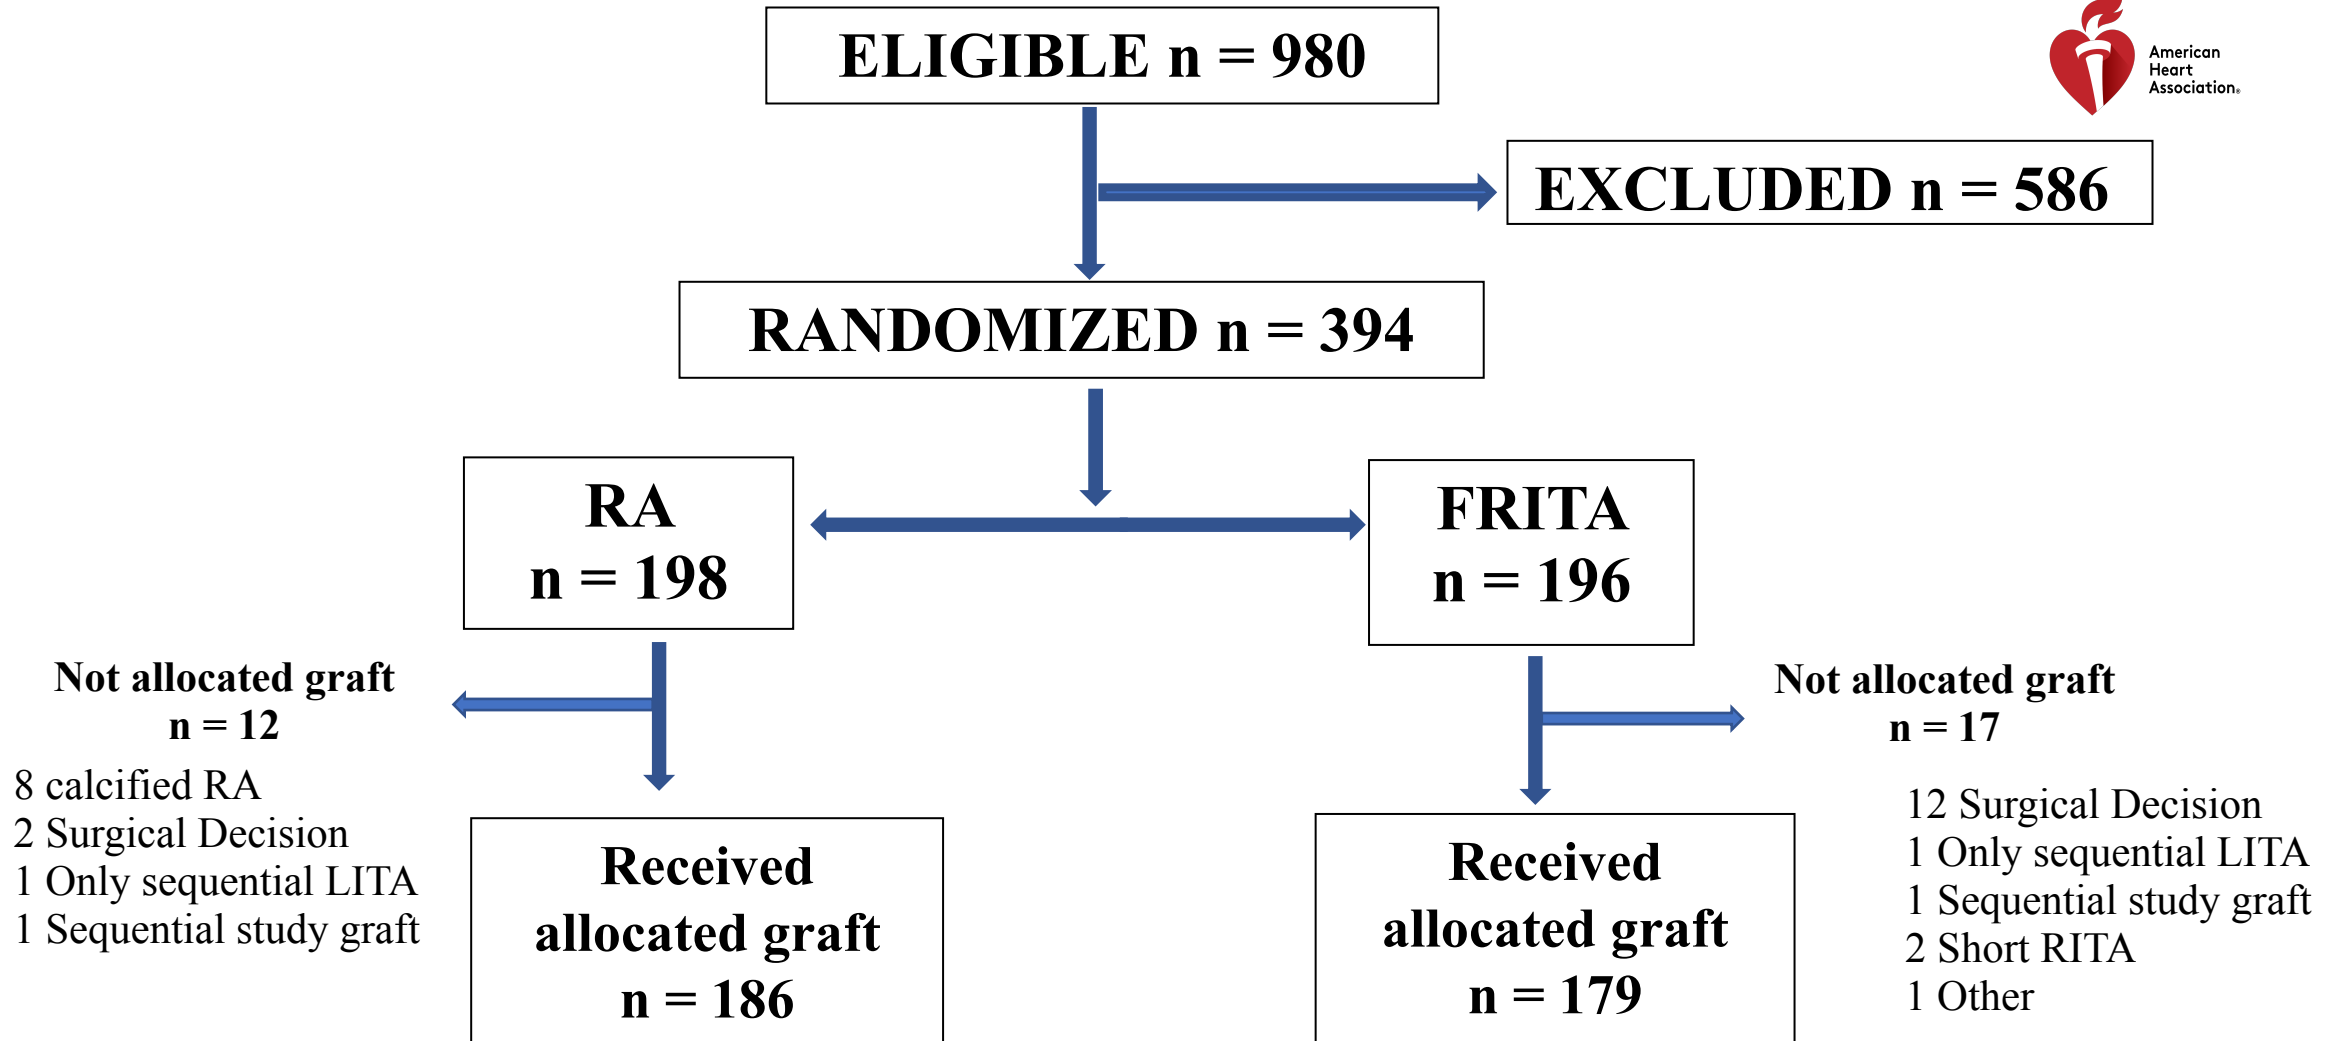 ELIGIBLE n = 980
American
Heart
Association®
EXCLUDED n = 586
RANDOMIZED n = 394
RA
n = 198
FRITA
n = 196
Not allocated graft
n = 12
8 calcified RA
2 Surgical Decision
1 Only sequential LITA
1 Sequential study graft
Not allocated graft
n = 17
12 Surgical Decision
1 Only sequential LITA
1 Sequential study graft
2 Short RITA
1 Other
Received
allocated graft
n = 186
Received
allocated graft
n = 179